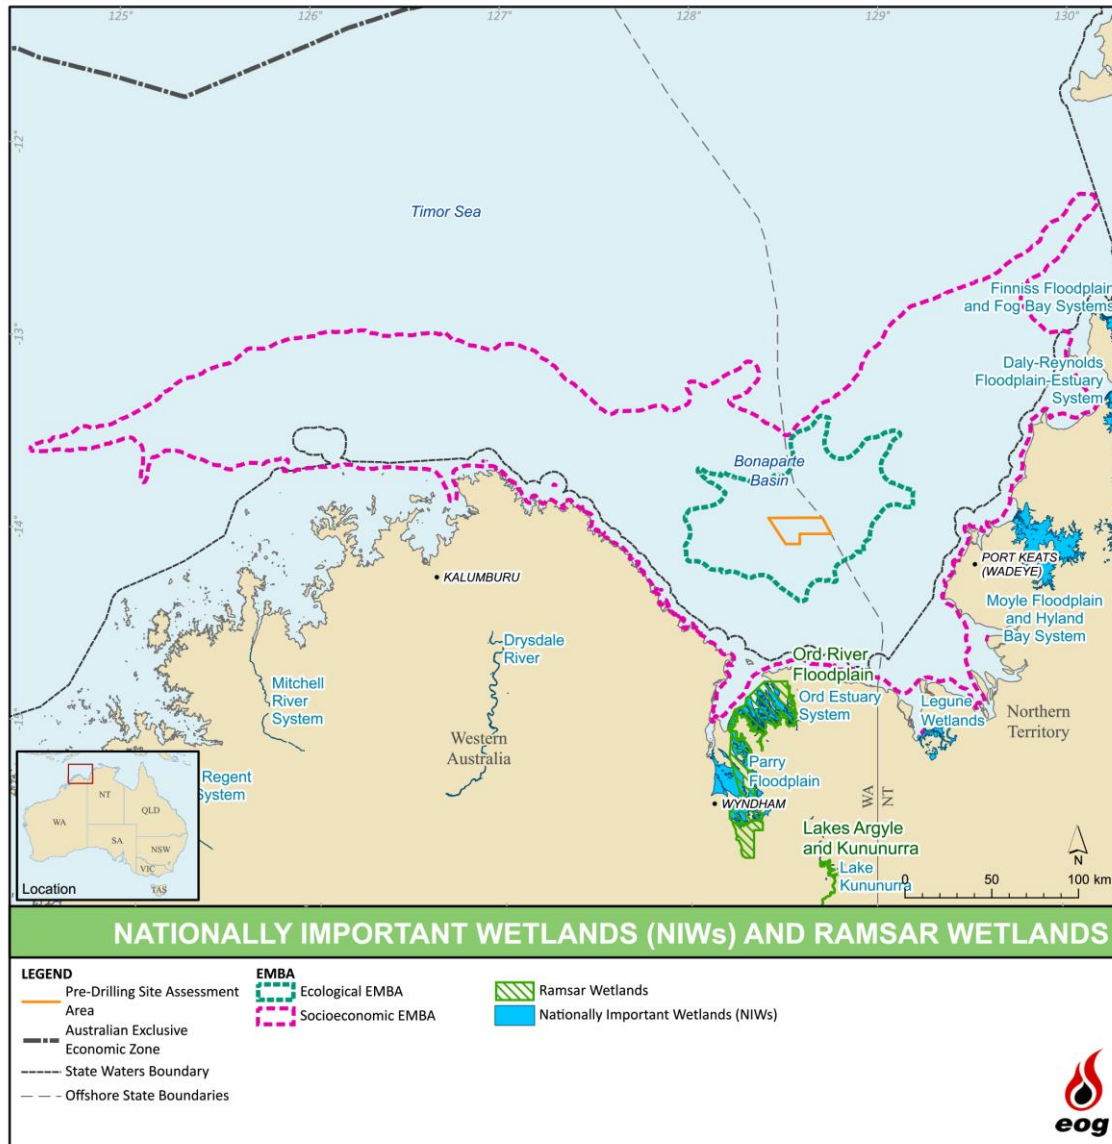 125°
126°
127°
128°
129°
130°
-12°
-13°
-14°
-15°
Timor Sea
Finniss Floodplain
and Fog Bay Systems
Daly-Reynolds
Floodplain-Estuary
System
Bonaparte
Basin
PORT KEATS
(WADEYE)
KALUMBURU
Moyle Floodplain
and Hyland
Bay System
Drysdale
River
Ord River
Floodplain
Mitchell
River
System
Ord Estuary
System
Legune
Wetlands
Northern
Territory
Western
Australia
Parry
Floodplain
WA
NT
WYNDHAM
Regent
System
Lakes Argyle
and Kununurra
Lake
Kununurra
N
0 50 100 km
WA
NT
QLD
SA
NSW
VIC
TAS
Location
NATIONALLY IMPORTANT WETLANDS (NIWs) AND RAMSAR WETLANDS
LEGEND
Pre-Drilling Site Assessment
Area
Australian Exclusive
Economic Zone
State Waters Boundary
Offshore State Boundaries
EMBA
Ecological EMBA
Socioeconomic EMBA
Ramsar Wetlands
Nationally Important Wetlands (NIWs)
eog